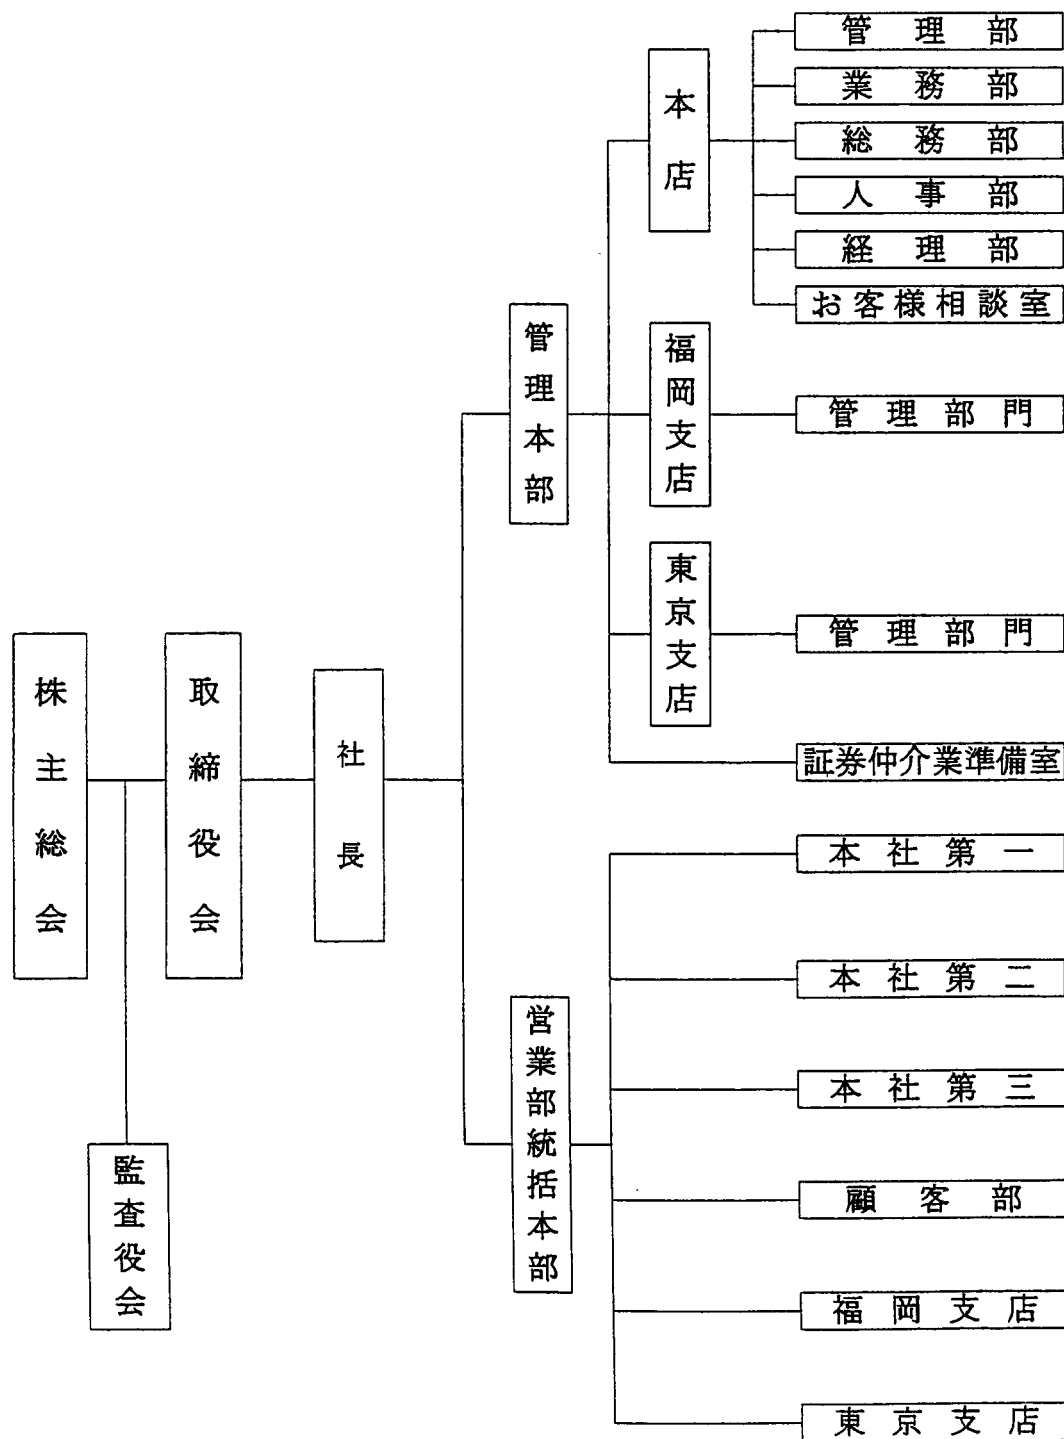 株主総会
取締役会
監査役会
社長
管理本部
本店
管理部
業務部
総務部
人事部
経理部
お客様相談室
福岡支店
管理部門
東京支店
管理部門
証券仲介業準備室
営業部統括本部
本社第一
本社第二
本社第三
顧客部
福岡支店
東京支店